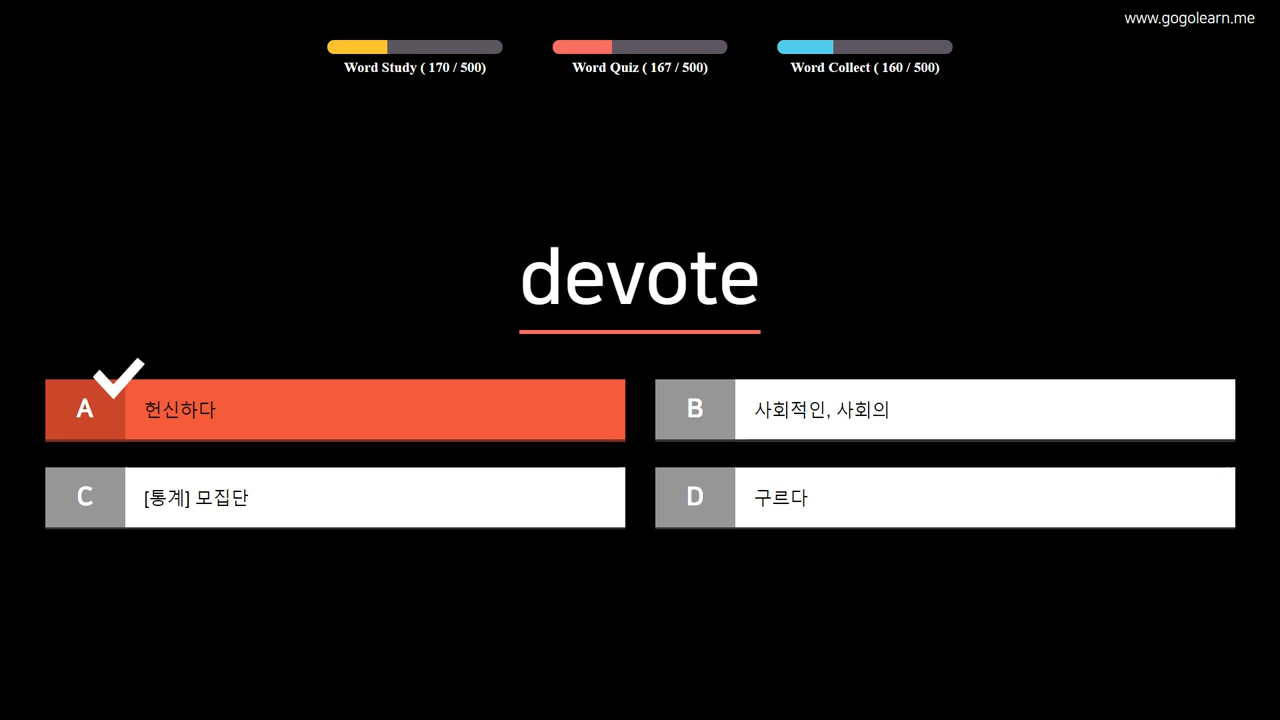 www.gogolearn.me
Word Study ( 170 / 500) Word Quiz ( 167 / 500) Word Collect ( 160 / 500)
devote
A 헌신하다 B 사회적인, 사회의
C [통계] 모집단 D 구르다